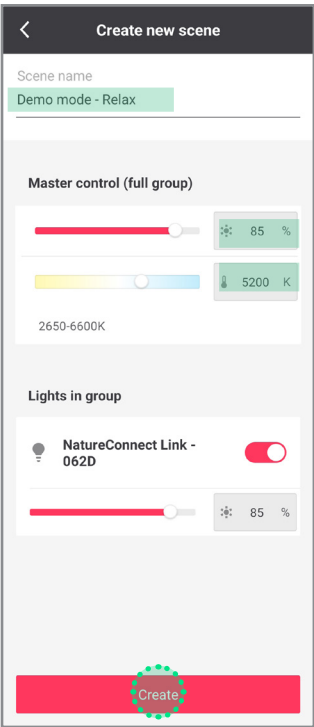 Create new scene
Scene name
Demo mode - Relax
Master control (full group)
85 %
5200 K
2650-6600K
Lights in group
NatureConnect Link -
062D
85 %
Create